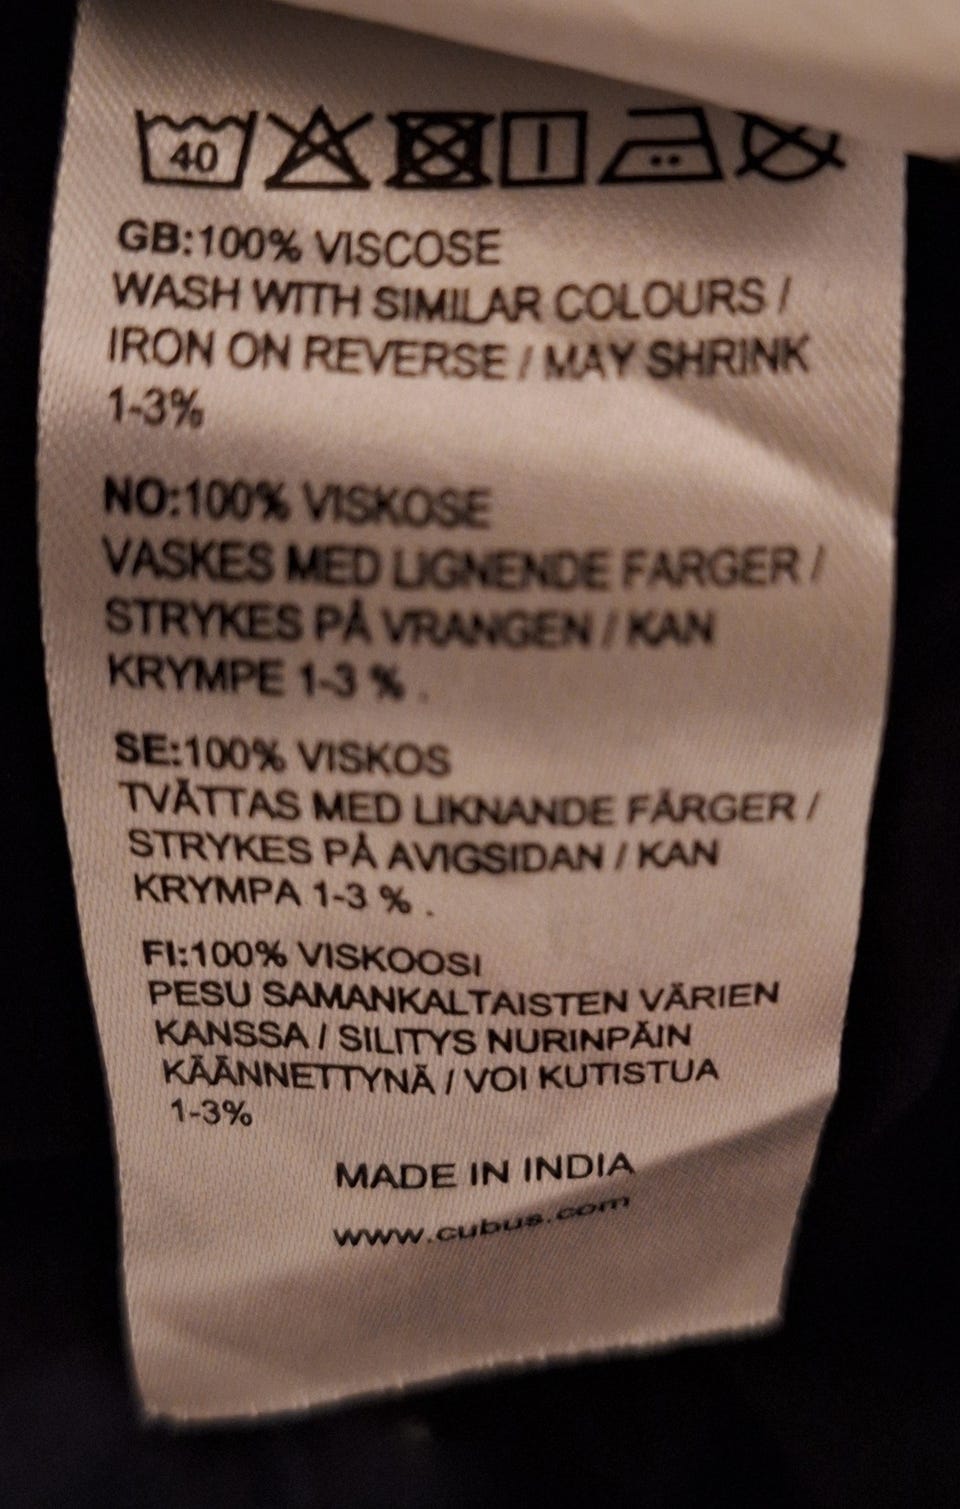 40
GB:100% VISCOSE
WASH WITH SIMILAR COLOURS /
IRON ON REVERSE / MAY SHRINK
1-3%
NO:100% VISKOSE
VASKES MED LIGNENDE FARGER /
STRYKES PÅ VRANGEN / KAN
KRYMPE 1-3 % .
SE:100% VISKOS
TVÄTTAS MED LIKNANDE FÄRGER /
STRYKES PÅ AVIGSIDAN / KAN
KRYMPA 1-3 % .
FI:100% VISKOOSI
PESU SAMANKALTAISTEN VÄRIEN
KANSSA / SILITYS NURINPÄIN
KÄÄNNETTYNÄ / VOI KUTISTUA
1-3%
MADE IN INDIA
www.cubus.com